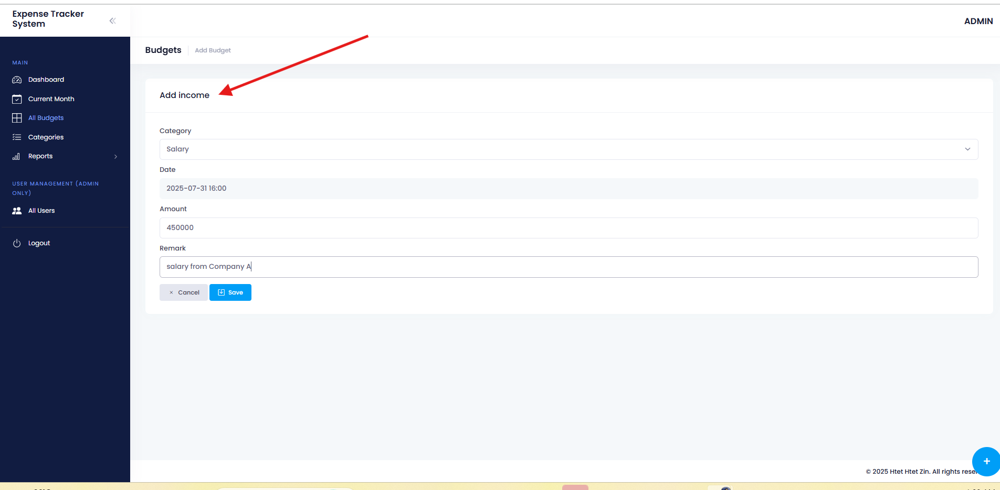 Expense Tracker
System
ADMIN
Budgets
Add Budget
MAIN
Dashboard
Current Month
All Budgets
Categories
Reports
USER MANAGEMENT (ADMIN
ONLY)
All Users
Logout
Add income
Category
Salary
Date
2025-07-31 16:00
Amount
450000
Remark
salary from Company A
× Cancel
Save
+
© 2025 Htet Htet Zin. All rights